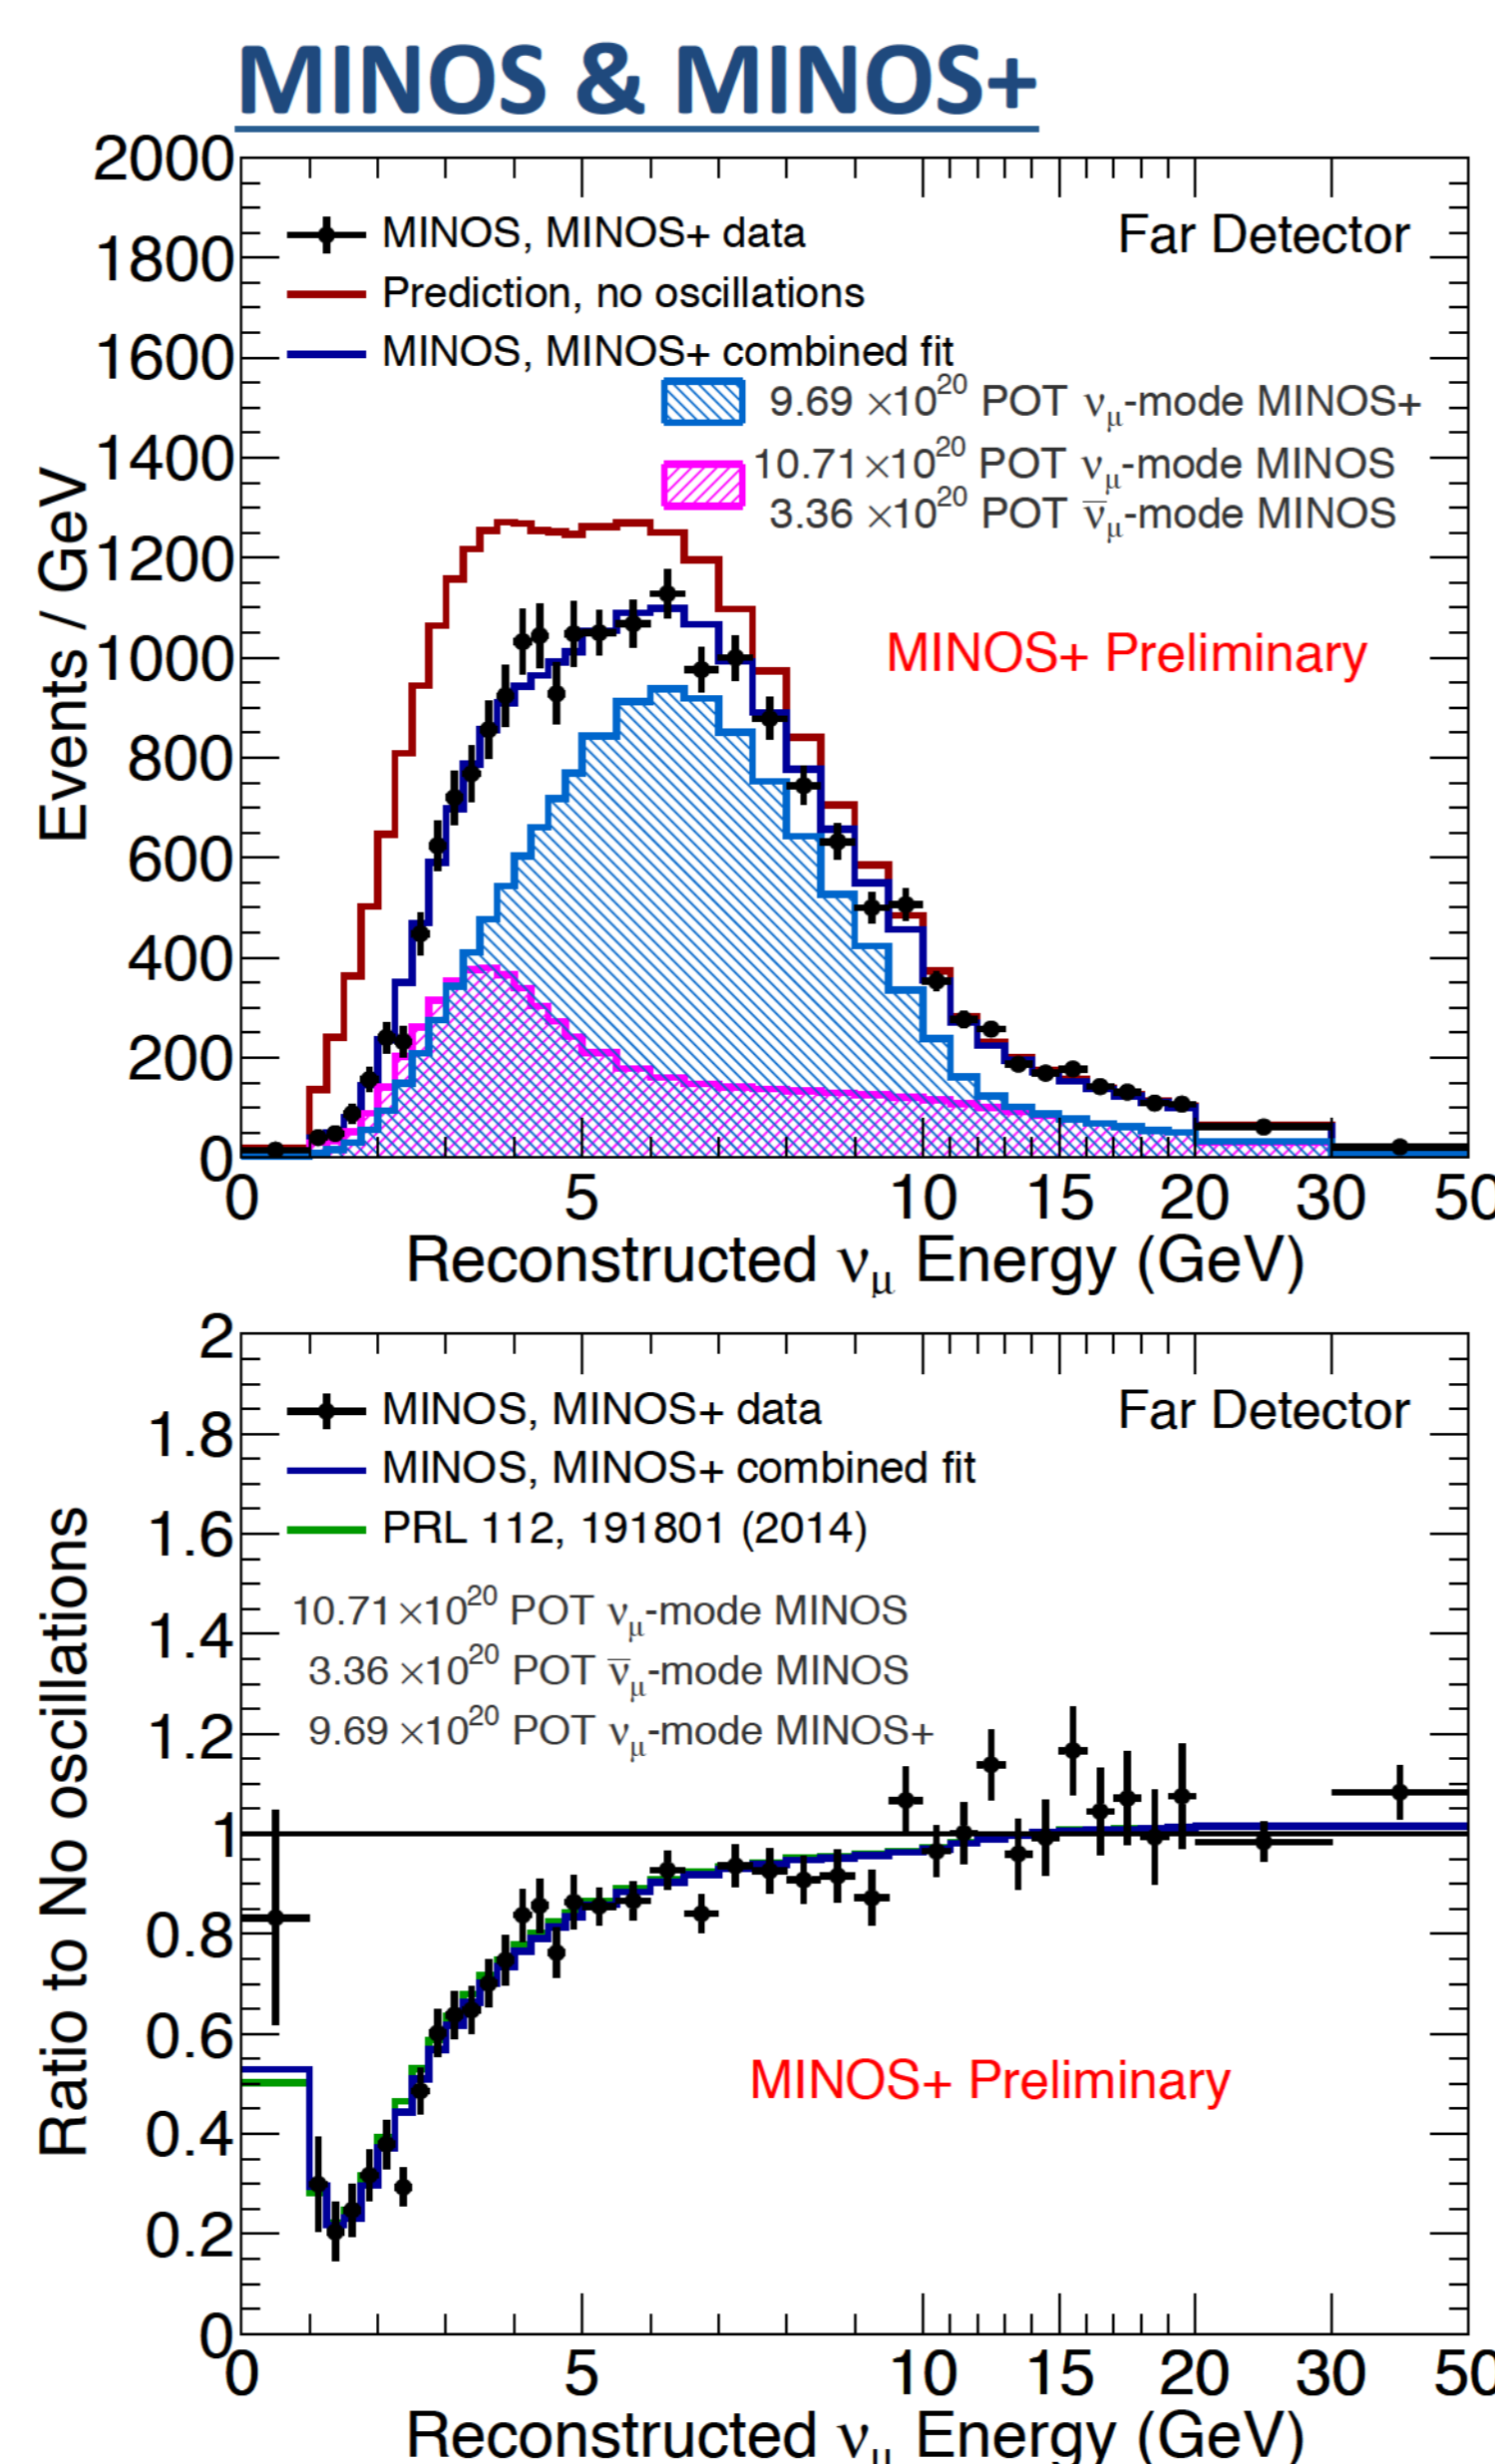 MINOS & MINOS+
2000
1800
1600
1400
1200
1000
800
600
400
200
0
Events / GeV
MINOS, MINOS+ data
Prediction, no oscillations
MINOS, MINOS+ combined fit
Far Detector
9.69 ×10²⁰ POT νμ-mode MINOS+
10.71×10²⁰ POT νμ-mode MINOS
3.36 ×10²⁰ POT ν̅μ-mode MINOS
MINOS+ Preliminary
0 5 10 15 20 30 50
Reconstructed νμ Energy (GeV)
2
1.8
1.6
1.4
1.2
1
0.8
0.6
0.4
0.2
0
Ratio to No oscillations
MINOS, MINOS+ data
MINOS, MINOS+ combined fit
PRL 112, 191801 (2014)
Far Detector
10.71×10²⁰ POT νμ-mode MINOS
3.36 ×10²⁰ POT ν̅μ-mode MINOS
9.69 ×10²⁰ POT νμ-mode MINOS+
MINOS+ Preliminary
0 5 10 15 20 30 50
Reconstructed νμ Energy (GeV)